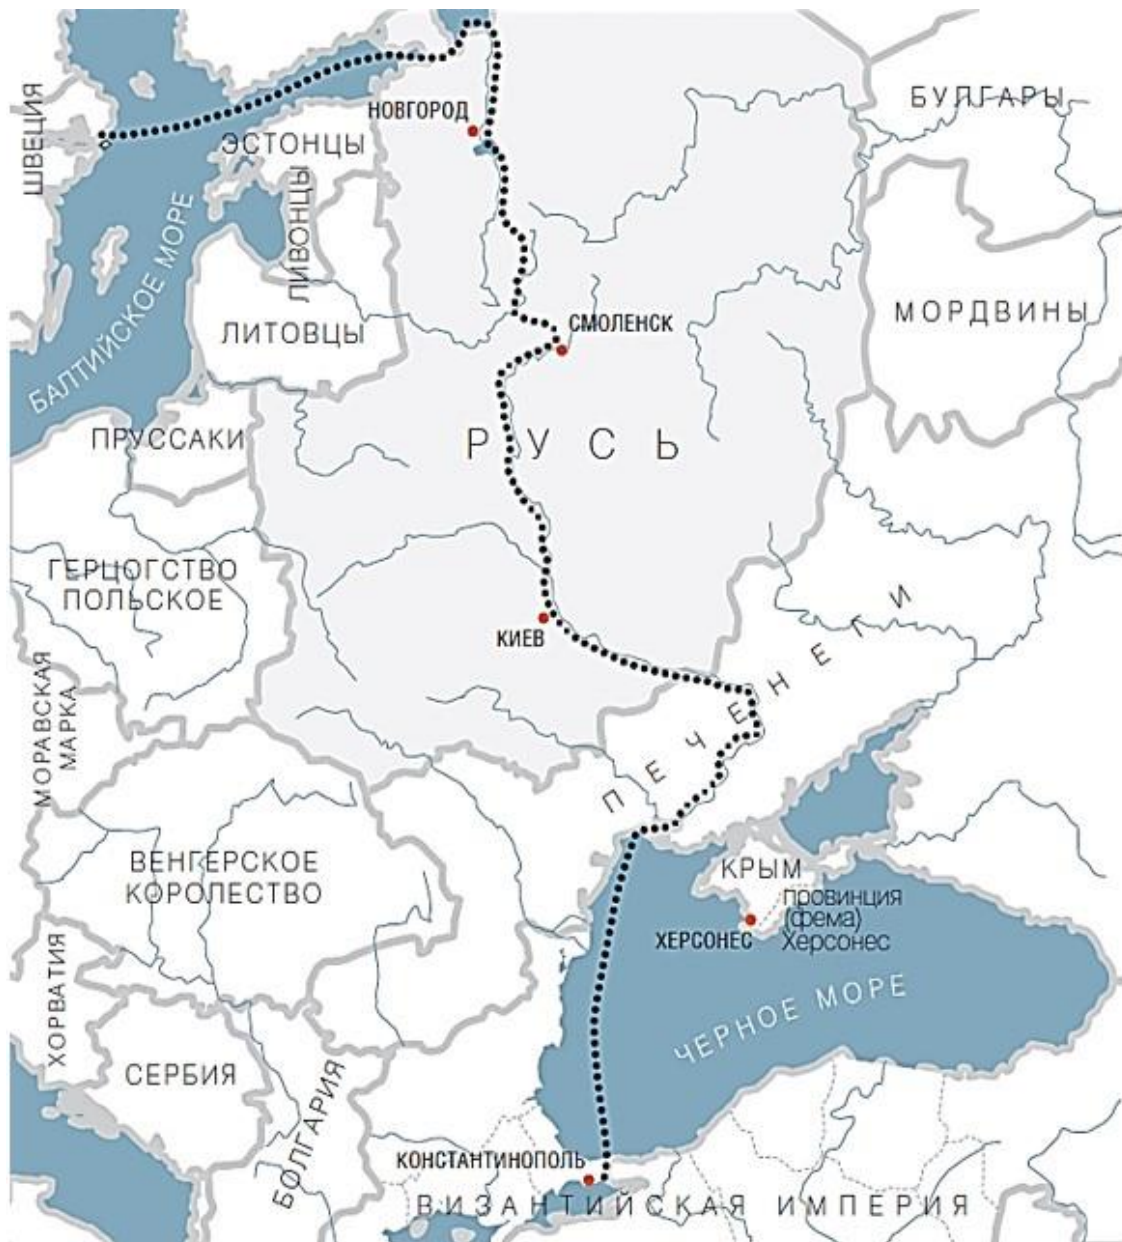 БУЛГАРЫ
НОВГОРОД
ШВЕЦИЯ
ЭСТОНЦЫ
ЛИВОНЦЫ
БАЛТИЙСКОЕ МОРЕ
МОРДВИНЫ
СМОЛЕНСК
ЛИТОВЦЫ
ПРУССАКИ
РУСЬ
ГЕРЦОГСТВО
ПОЛЬСКОЕ
КИЕВ
ПЕЧЕНЕГИ
МОРАВСКАЯ
МАРКА
ВЕНГЕРСКОЕ
КОРОЛЕСТВО
КРЫМ
провинция
(фема)
Херсонес
ХЕРСОНЕС
ЧЕРНОЕ МОРЕ
ХОРВАТИЯ
СЕРБИЯ
БОЛГАРИЯ
КОНСТАНТИНОПОЛЬ
ВИЗАНТИЙСКАЯ ИМПЕРИЯ